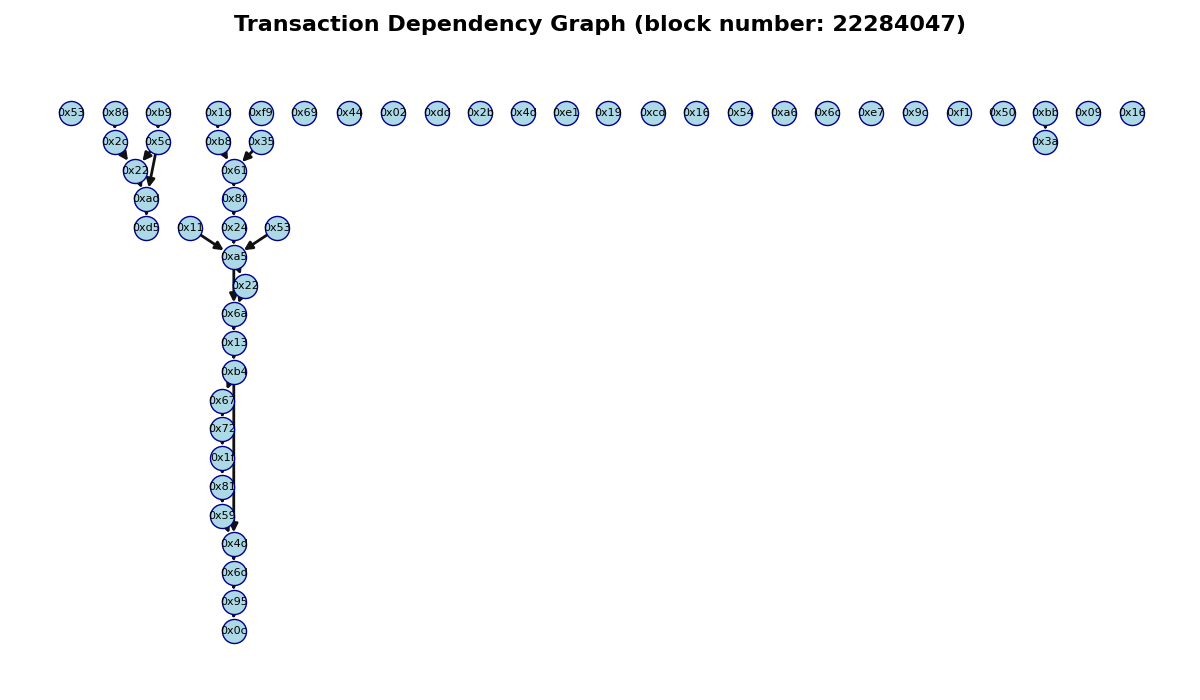 Transaction Dependency Graph (block number: 22284047)
0x53 0x86 0xb9 0x1d 0xf9 0x69 0x44 0x02 0xdd 0x2b 0x4d 0xe1 0x19 0xcd 0x16 0x54 0xa6 0x6c 0xe7 0x9c 0xf1 0x50 0xbb 0x09 0x16
0x2c 0x5c 0xb8 0x35 0x3a
0x22 0x61
0xad 0x8f
0xd5 0x11 0x24 0x53
0xa5
0x22
0x6a
0x13
0xb4
0x67
0x72
0x1f
0x81
0x59
0x4d
0x6d
0x95
0x0c